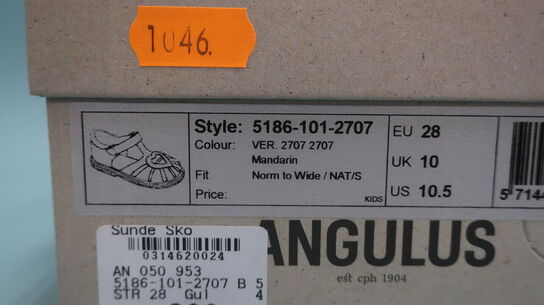 1046.
Style: 5186-101-2707
Colour: VER. 2707 2707
Mandarin
Fit Norm to Wide / NAT/S
Price:
KIDS
EU 28
UK 10
US 10.5
5 7144
Sunde Sko
0314620024
AN 050 953
5186-101-2707 B 5
STR 28 Gul 4
ANGULUS
est cph 1904